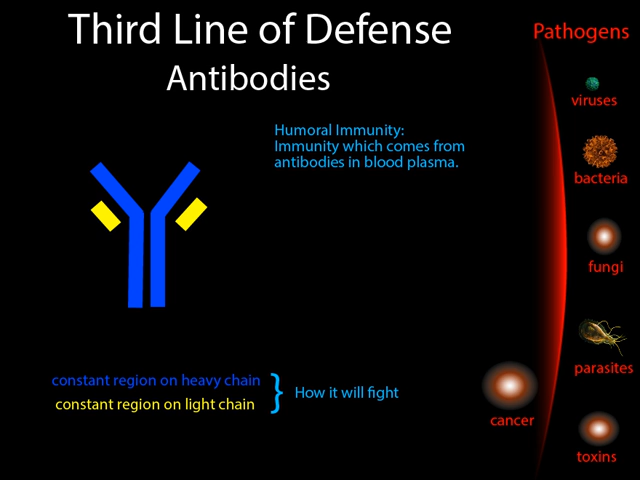 Third Line of Defense
Antibodies
Humoral Immunity:
Immunity which comes from
antibodies in blood plasma.
constant region on heavy chain
constant region on light chain
How it will fight
Pathogens
viruses
bacteria
fungi
parasites
cancer
toxins